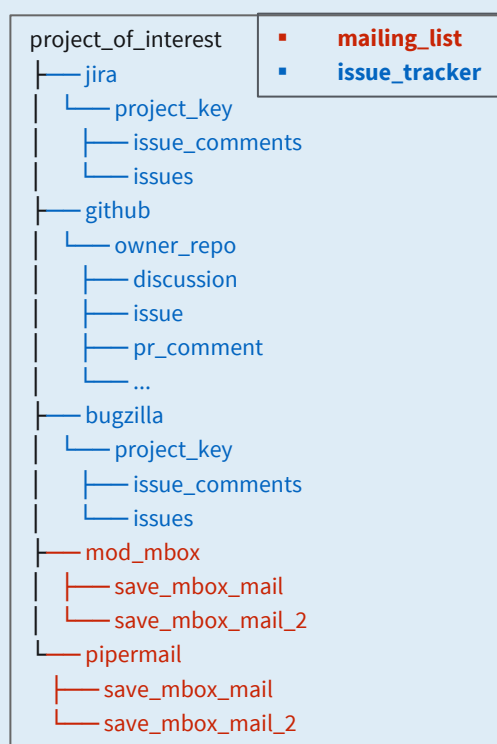 project_of_interest
▪ mailing_list
▪ issue_tracker
├── jira
│ └── project_key
│ ├── issue_comments
│ └── issues
├── github
│ └── owner_repo
│ ├── discussion
│ ├── issue
│ ├── pr_comment
│ └── ...
├── bugzilla
│ └── project_key
│ ├── issue_comments
│ └── issues
├── mod_mbox
│ ├── save_mbox_mail
│ └── save_mbox_mail_2
└── pipermail
├── save_mbox_mail
└── save_mbox_mail_2